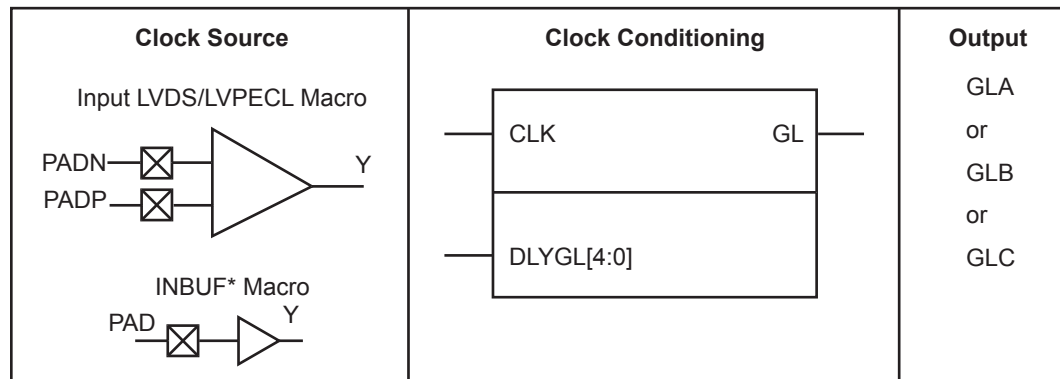 Clock Source
Input LVDS/LVPECL Macro
PADN
PADP
Y
INBUF* Macro
PAD
Y
Clock Conditioning
CLK
GL
DLYGL[4:0]
Output
GLA
or
GLB
or
GLC